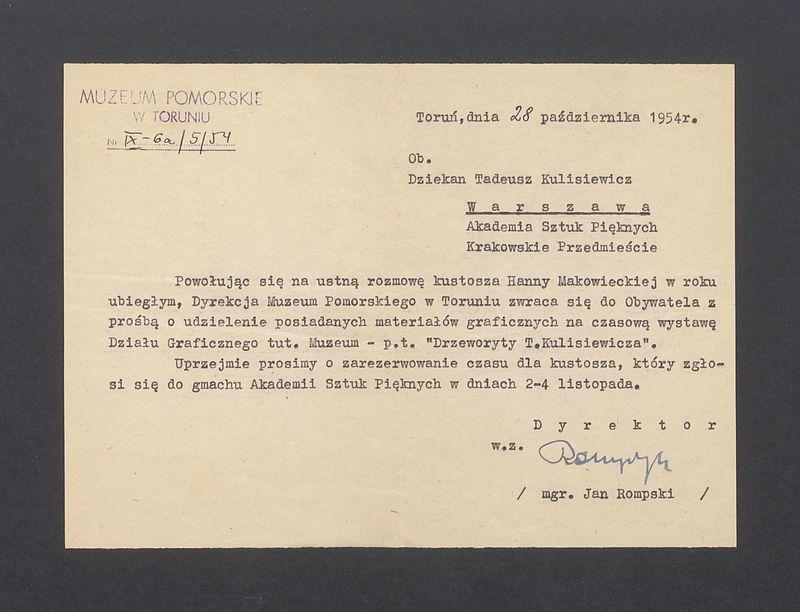 MUZEUM POMORSKIE
W TORUNIU
Nr IX-6a/5/54
Toruń,dnia 28 października 1954r.
Ob.
Dziekan Tadeusz Kulisiewicz
W a r s z a w a
Akademia Sztuk Pięknych
Krakowskie Przedmieście
Powołując się na ustną rozmowę kustosza Hanny Makowieckiej w roku
ubiegłym, Dyrekcja Muzeum Pomorskiego w Toruniu zwraca się do Obywatela z
prośbą o udzielenie posiadanych materiałów graficznych na czasową wystawę
Działu Graficznego tut. Muzeum - p.t. "Drzeworyty T.Kulisiewicza".
Uprzejmie prosimy o zarezerwowanie czasu dla kustosza, który zgło-
si się do gmachu Akademii Sztuk Pięknych w dniach 2-4 listopada.
D y r e k t o r
w.z. Rompski
/ mgr. Jan Rompski /